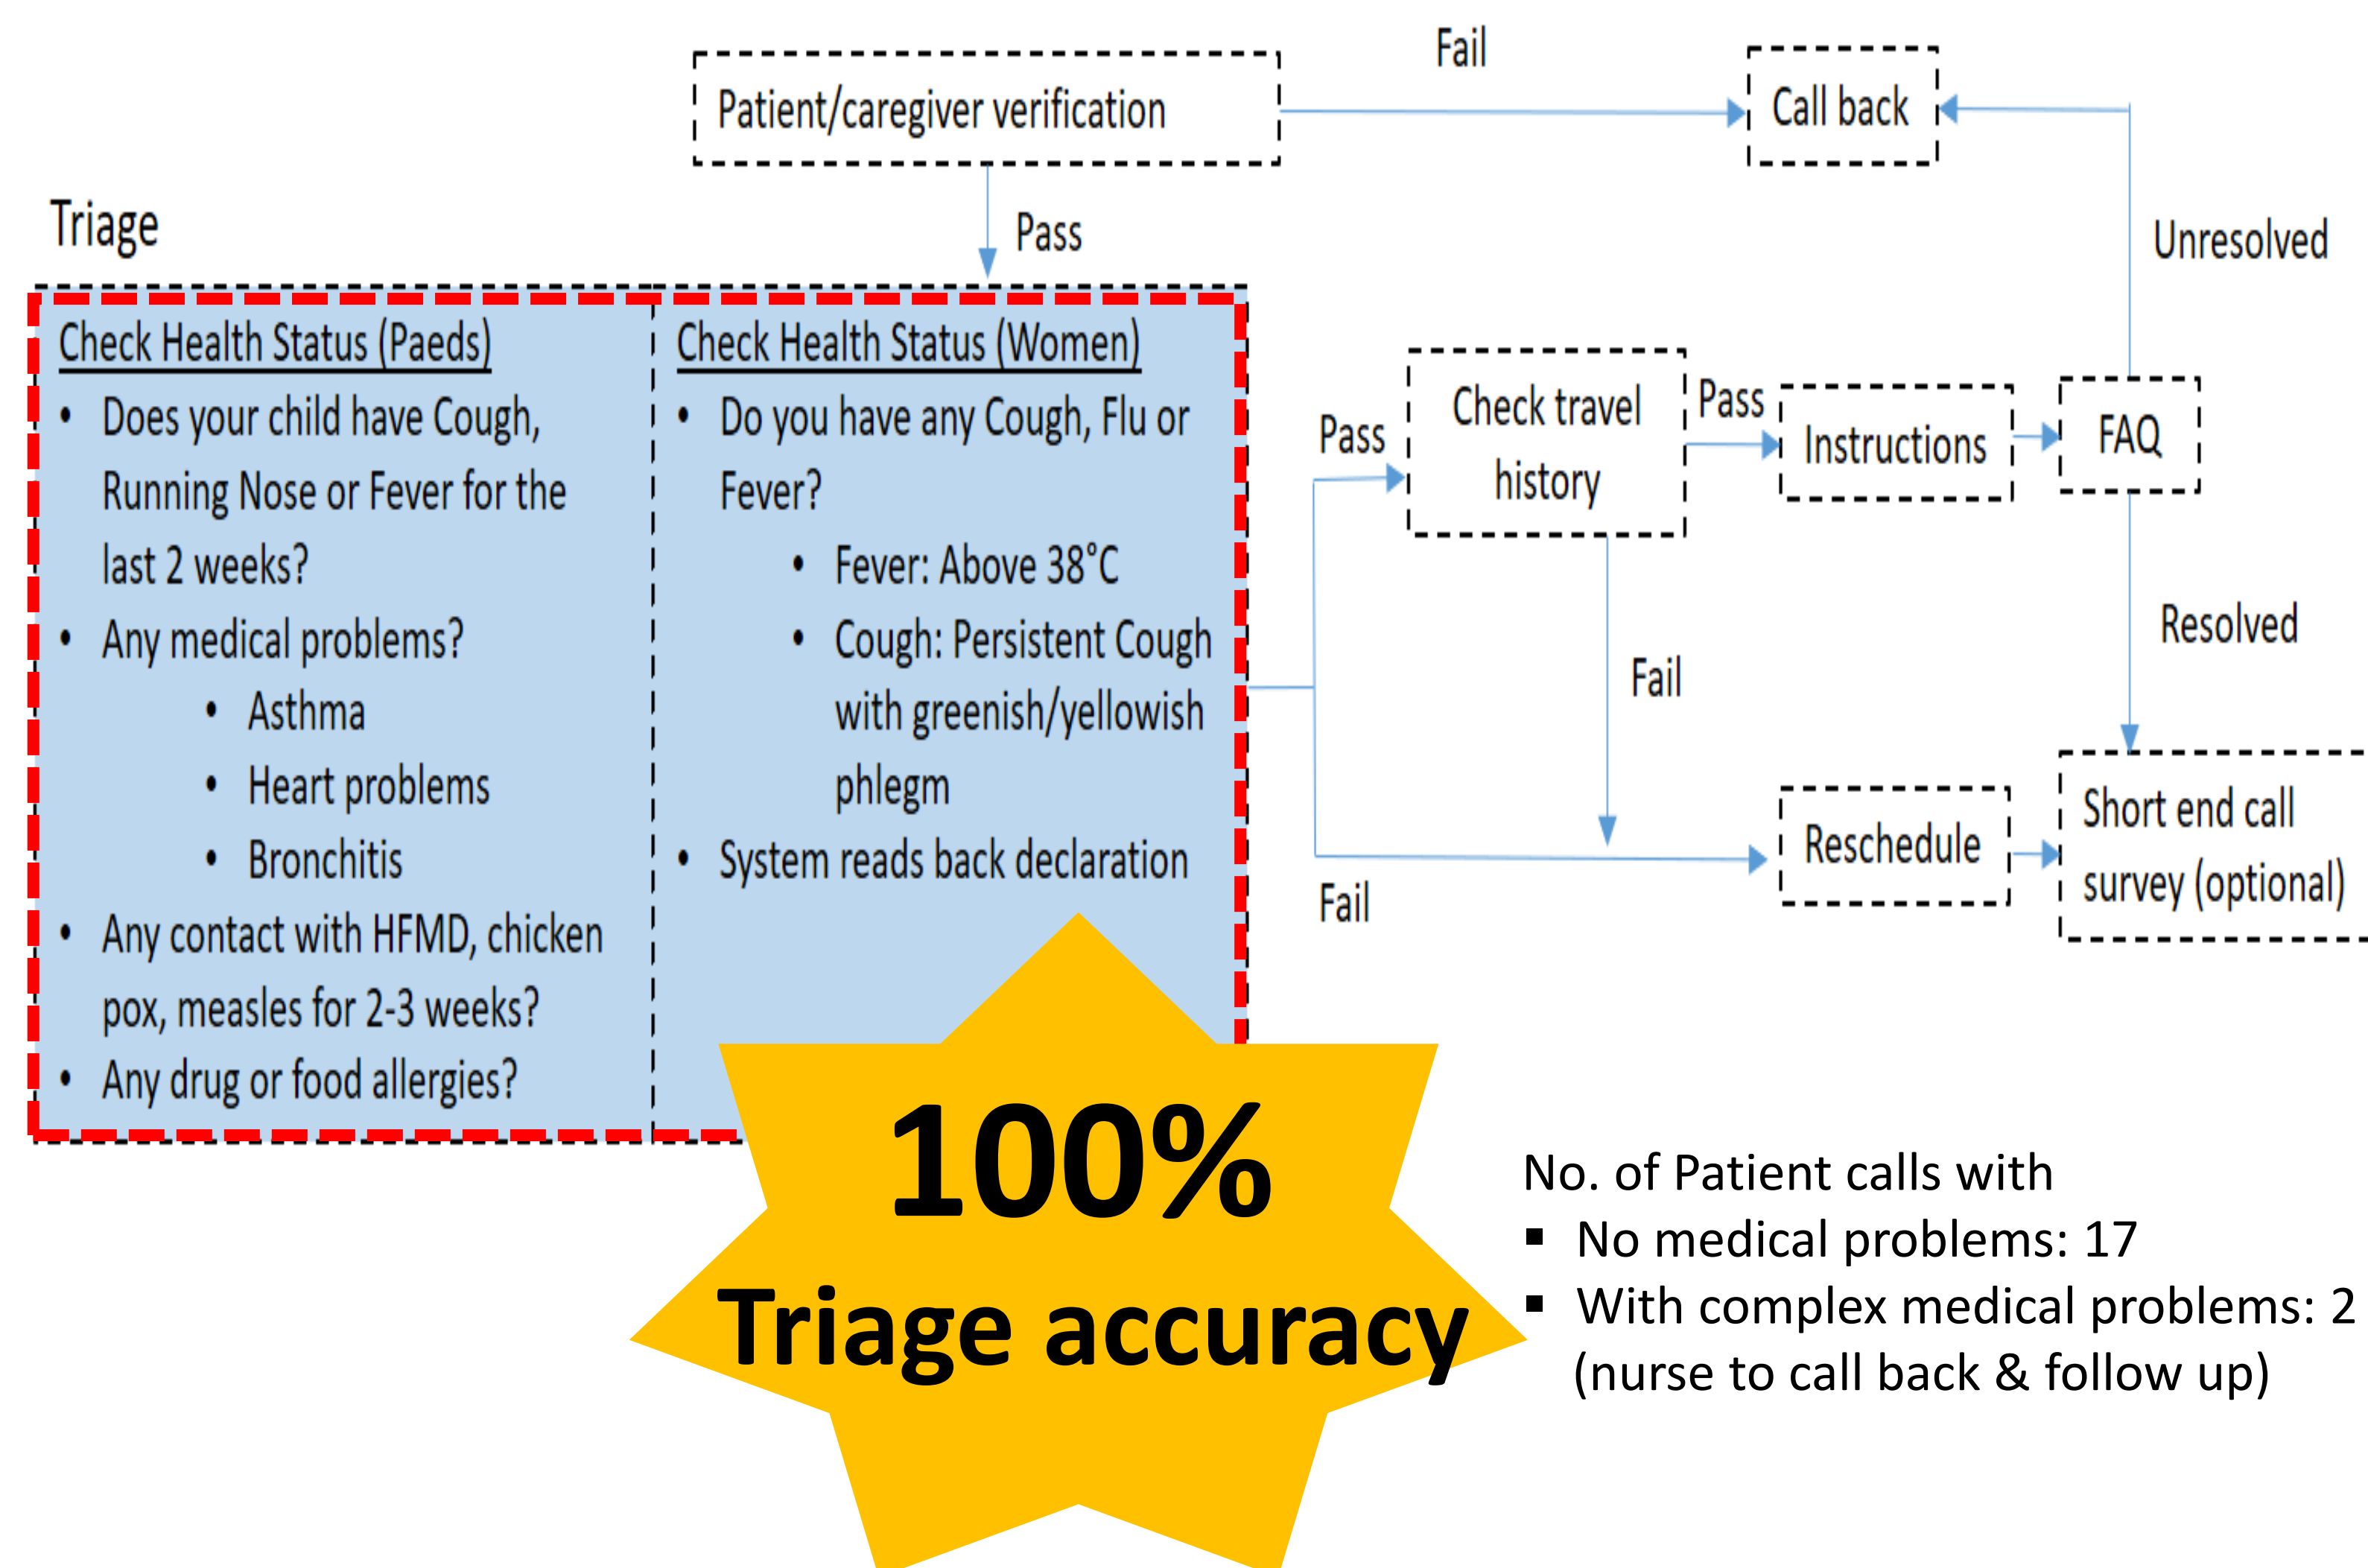 Fail
Patient/caregiver verification
Call back
Triage
Pass
Unresolved
Check Health Status (Paeds)
• Does your child have Cough,
Running Nose or Fever for the
last 2 weeks?
• Any medical problems?
• Asthma
• Heart problems
• Bronchitis
• Any contact with HFMD, chicken
pox, measles for 2-3 weeks?
• Any drug or food allergies?
Check Health Status (Women)
• Do you have any Cough, Flu or
Fever?
• Fever: Above 38°C
• Cough: Persistent Cough
with greenish/yellowish
phlegm
• System reads back declaration
Pass
Check travel
history
Pass
Instructions
FAQ
Resolved
Fail
Fail
Reschedule
Short end call
survey (optional)
100%
Triage accuracy
No. of Patient calls with
▪ No medical problems: 17
▪ With complex medical problems: 2
(nurse to call back & follow up)